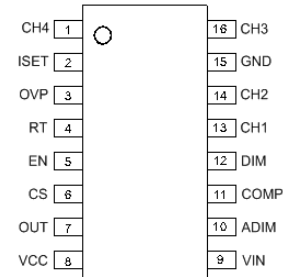 CH4 1 16 CH3
ISET 2 15 GND
OVP 3 14 CH2
RT 4 13 CH1
EN 5 12 DIM
CS 6 11 COMP
OUT 7 10 ADIM
VCC 8 9 VIN